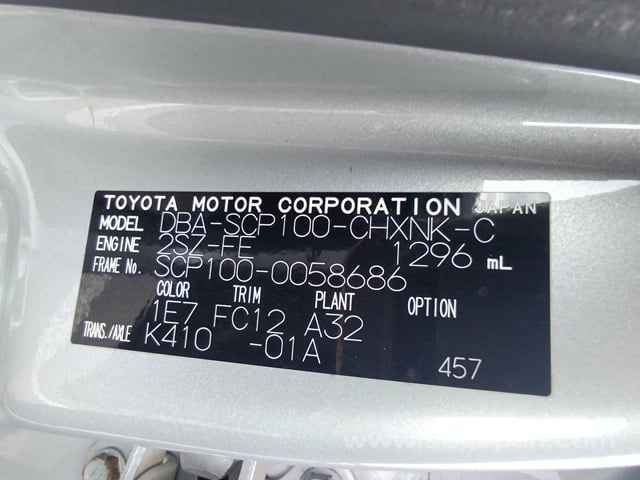 TOYOTA MOTOR CORPORATION JAPAN
MODEL DBA-SCP100-CHXNK-C
ENGINE 2SZ-FE 1296 mL
FRAME No. SCP100-0058686
COLOR TRIM PLANT OPTION
1E7 FC12 A32
TRANS./AXLE K410 -01A
457